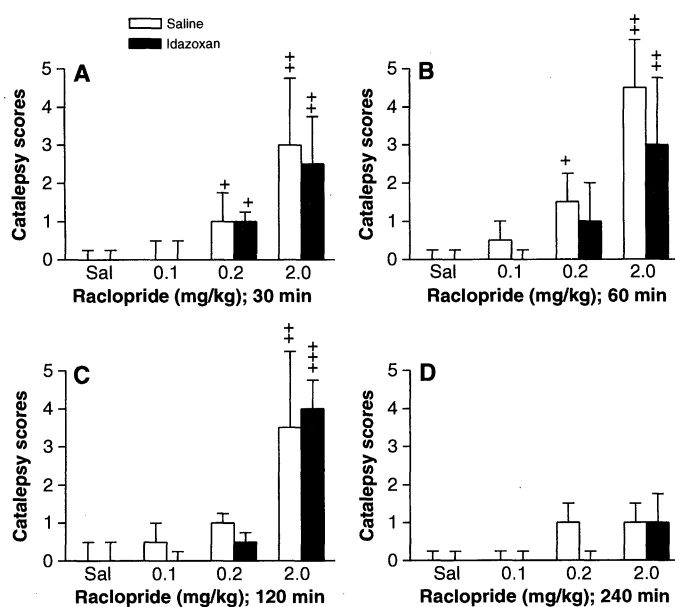 Saline
Idazoxan
A
++
++
+
+
Catalepsy scores
5
4
3
2
1
0
Sal 0.1 0.2 2.0
Raclopride (mg/kg); 30 min
B
++
++
+
Catalepsy scores
5
4
3
2
1
0
Sal 0.1 0.2 2.0
Raclopride (mg/kg); 60 min
C
++
+++
Catalepsy scores
5
4
3
2
1
0
Sal 0.1 0.2 2.0
Raclopride (mg/kg); 120 min
D
Catalepsy scores
5
4
3
2
1
0
Sal 0.1 0.2 2.0
Raclopride (mg/kg); 240 min